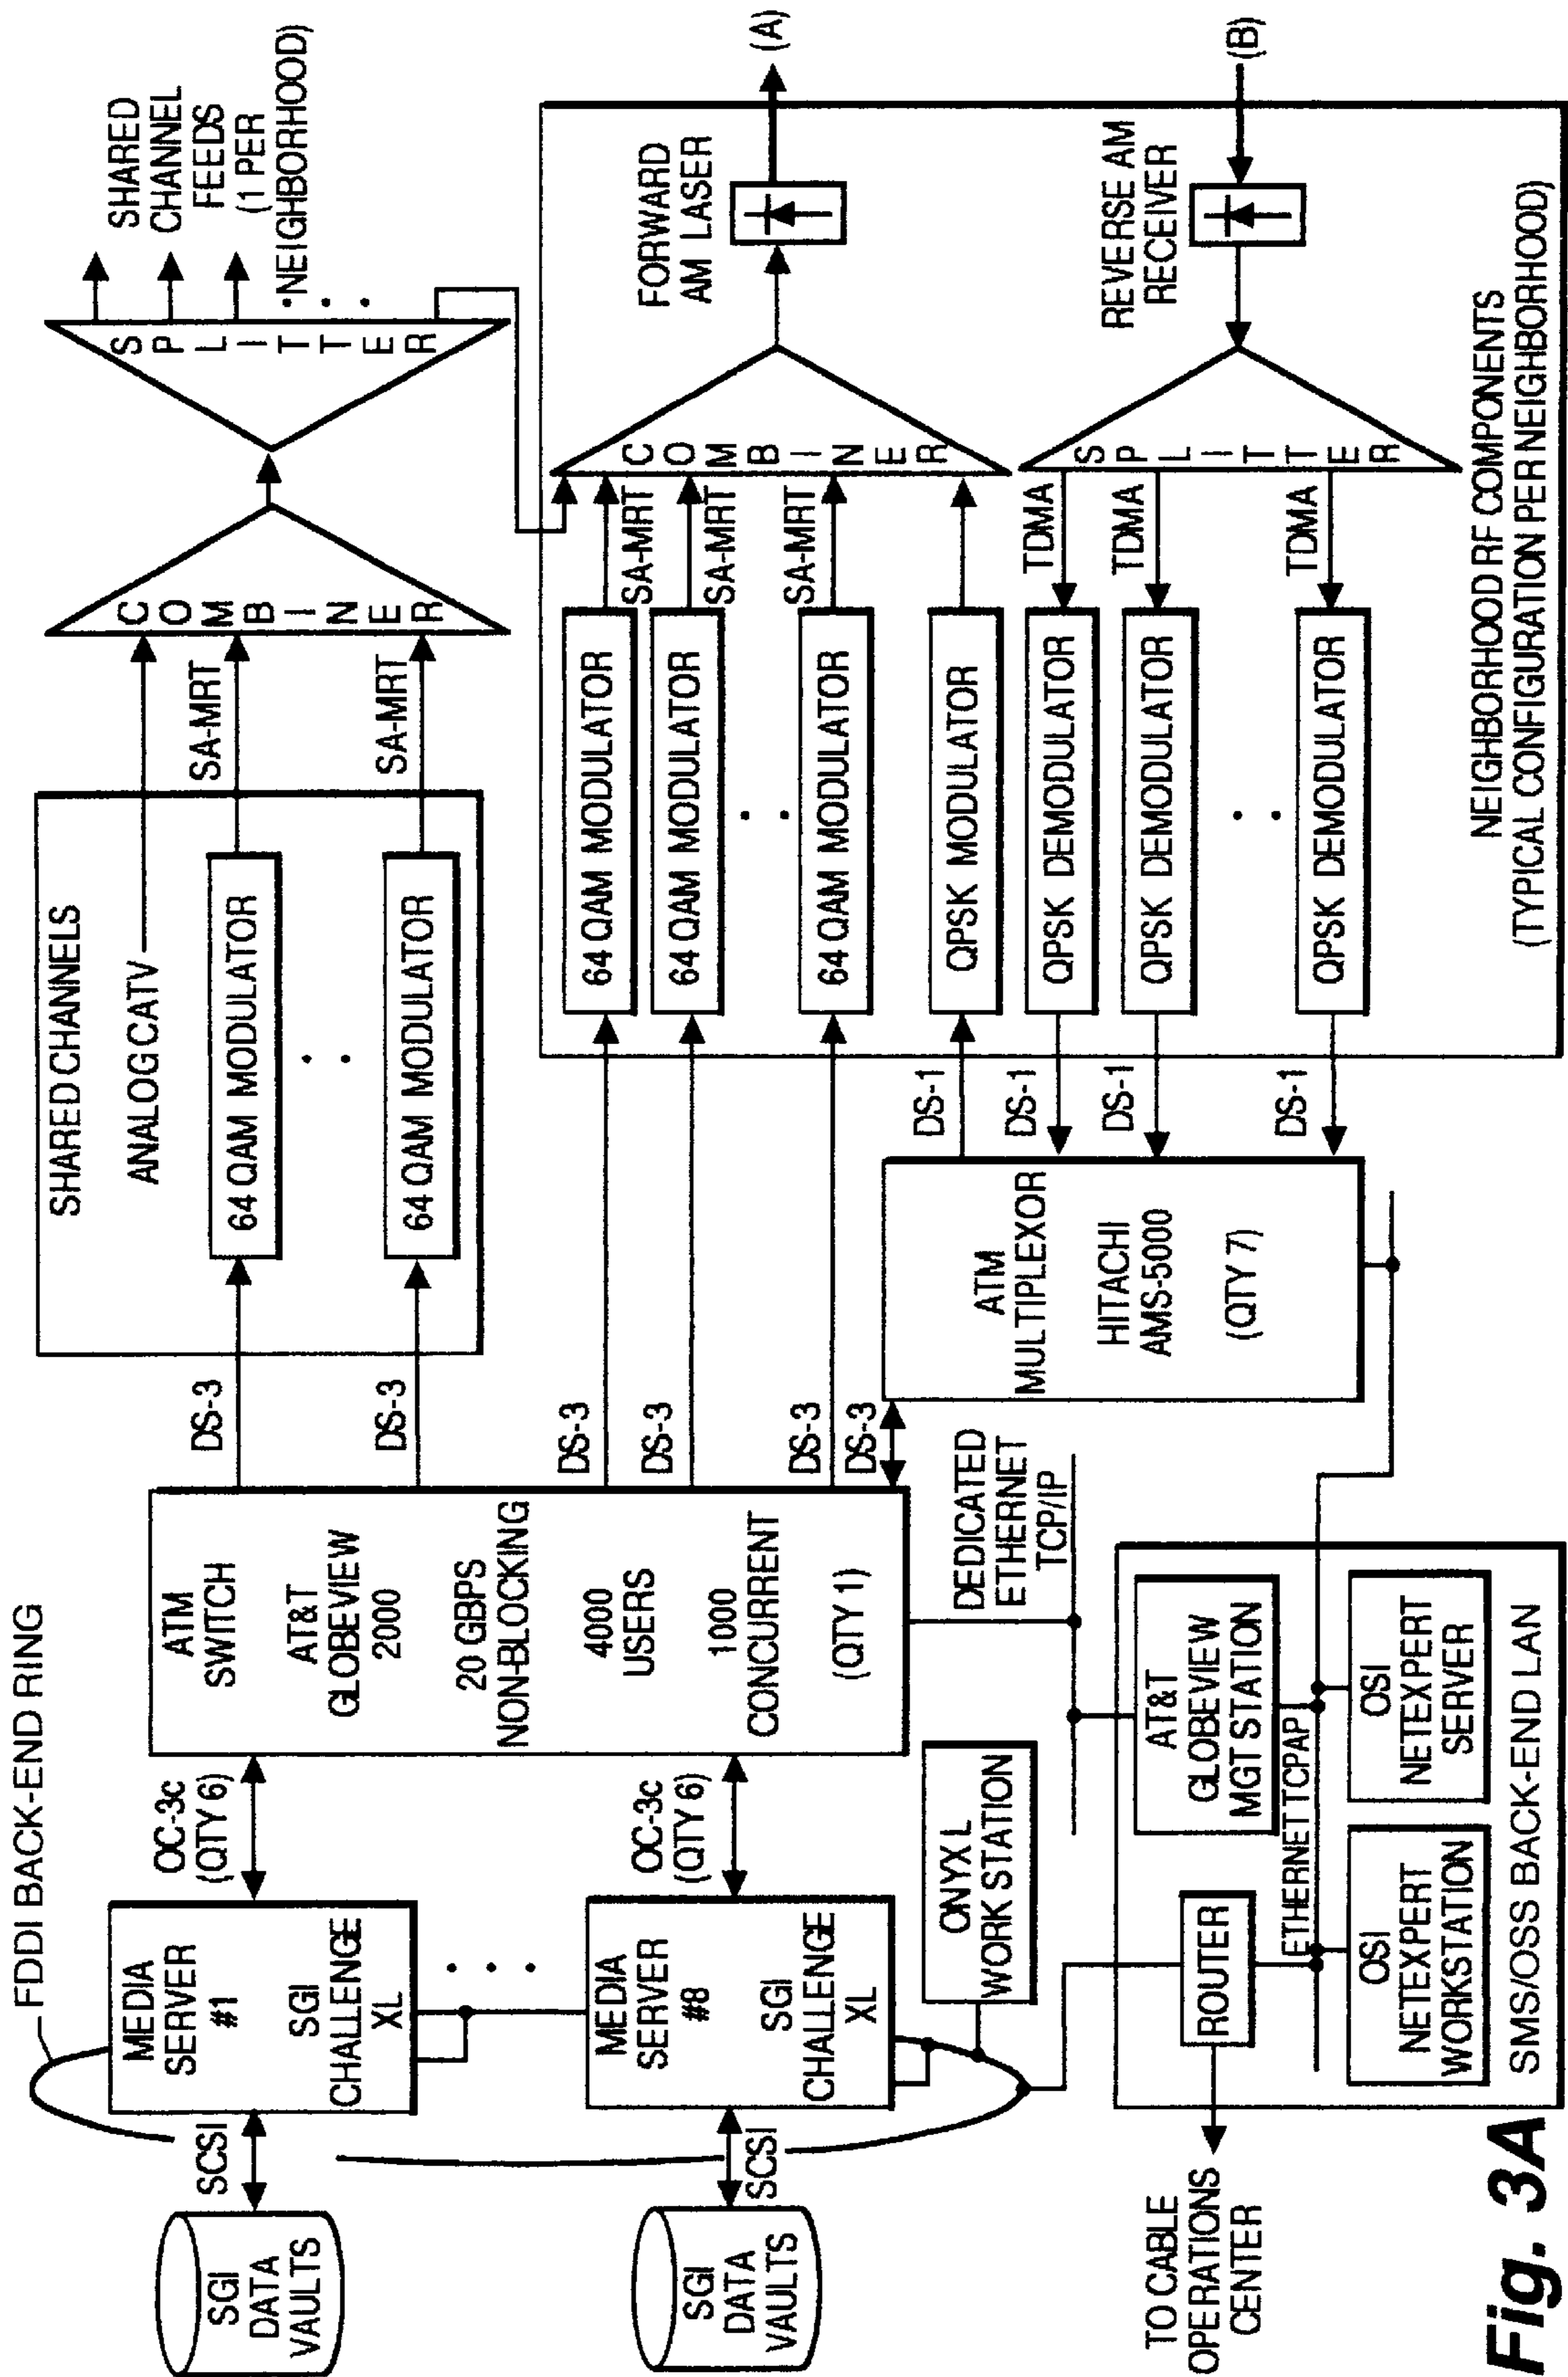 FDDI BACK-END RING
SGI
DATA
VAULTS
SCSI
MEDIA
SERVER
#1
SGI
CHALLENGE
XL
OC-3c
(QTY 6)
SGI
DATA
VAULTS
SCSI
MEDIA
SERVER
#8
SGI
CHALLENGE
XL
OC-3c
(QTY 6)
ATM
SWITCH
AT&T
GLOBEVIEW
2000
20 GBPS
NON-BLOCKING
4000
USERS
1000
CONCURRENT
(QTY 1)
DS-3
DS-3
DS-3
DS-3
DS-3
DS-3
SHARED CHANNELS
ANALOG CATV
64 QAM MODULATOR
64 QAM MODULATOR
SA-MRT
SA-MRT
COMBINER
SPLITTER
SHARED
CHANNEL
FEEDS
(1 PER
NEIGHBORHOOD)
64 QAM MODULATOR
64 QAM MODULATOR
64 QAM MODULATOR
QPSK MODULATOR
QPSK DEMODULATOR
QPSK DEMODULATOR
QPSK DEMODULATOR
SA-MRT
SA-MRT
SA-MRT
TDMA
TDMA
TDMA
COMBINER
SPLITTER
FORWARD
AM LASER
(A)
REVERSE AM
RECEIVER
(B)
NEIGHBORHOOD RF COMPONENTS
(TYPICAL CONFIGURATION PER NEIGHBORHOOD)
DS-1
DS-1
DS-1
DS-1
ATM
MULTIPLEXOR
HITACHI
AMS-5000
(QTY 7)
DEDICATED
ETHERNET
TCP/IP
ONYX L
WORK STATION
TO CABLE
OPERATIONS
CENTER
ROUTER
AT&T
GLOBEVIEW
MGT STATION
ETHERNET TCPAP
OSI
NETEXPERT
WORKSTATION
OSI
NETEXPERT
SERVER
SMS/OSS BACK-END LAN
Fig. 3A